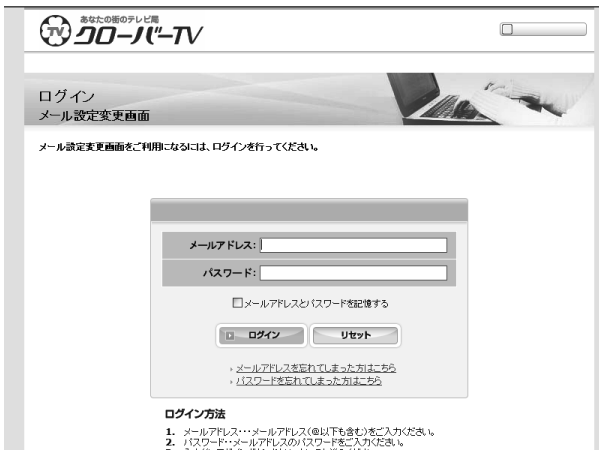 あなたの街のテレビ局
TV クローバーTV
ログイン
メール設定変更画面
メール設定変更画面をご利用になるには、ログインを行ってください。
メールアドレス:
パスワード:
メールアドレスとパスワードを記憶する
ログイン リセット
メールアドレスを忘れてしまった方はこちら
パスワードを忘れてしまった方はこちら
ログイン方法
1. メールアドレス・・・メールアドレス(@以下も含む)をご入力ください。
2. パスワード・・メールアドレスのパスワードをご入力ください。